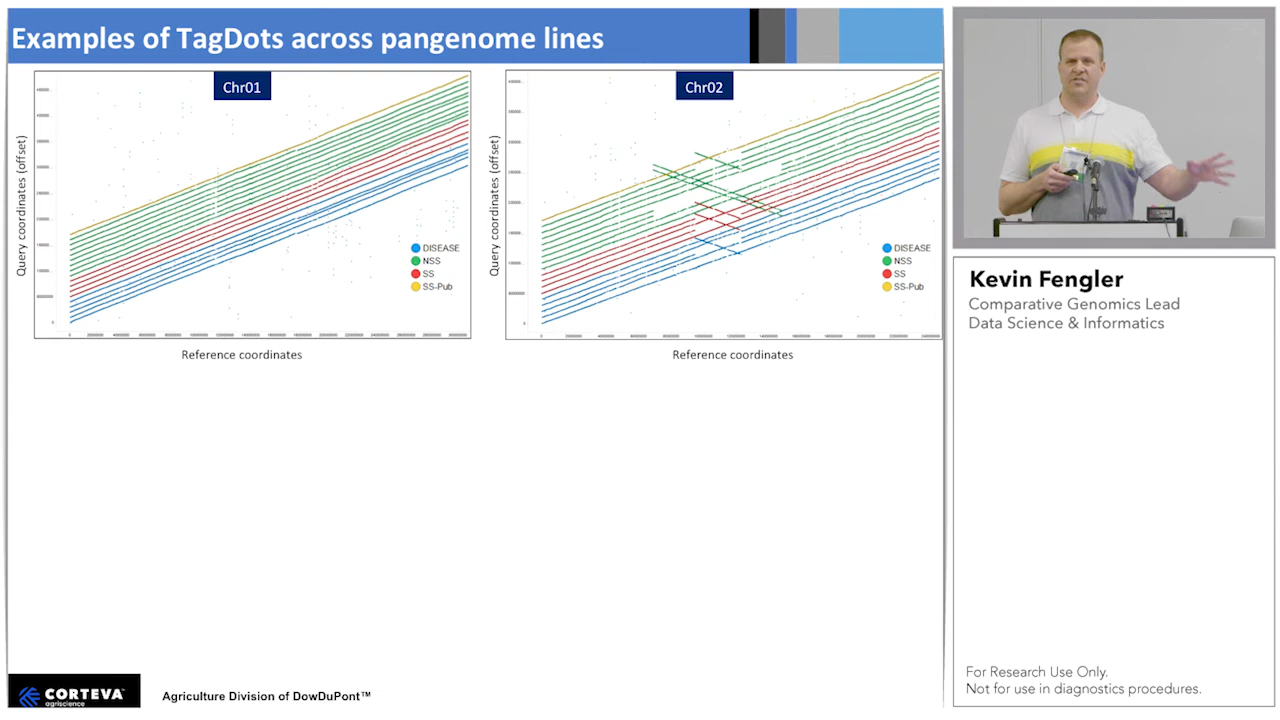 Examples of TagDots across pangenome lines
Chr01
Query coordinates (offset)
DISEASE
NSS
SS
SS-Pub
Reference coordinates
Chr02
Query coordinates (offset)
DISEASE
NSS
SS
SS-Pub
Reference coordinates
CORTEVA™
agriscience
Agriculture Division of DowDuPont™
Kevin Fengler
Comparative Genomics Lead
Data Science & Informatics
For Research Use Only.
Not for use in diagnostics procedures.